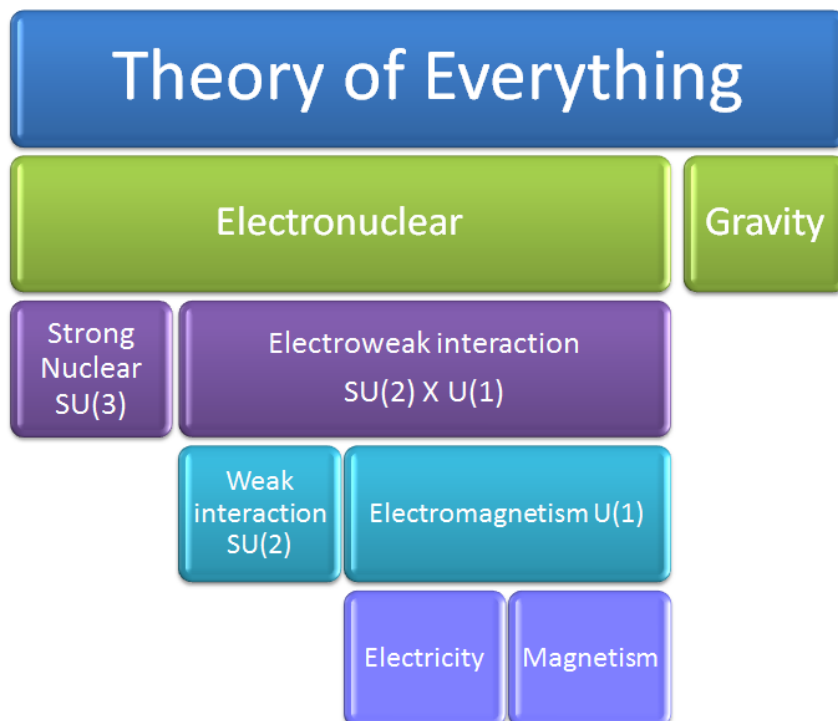 Theory of Everything
Electronuclear
Gravity
Strong
Nuclear
SU(3)
Electroweak interaction
SU(2) X U(1)
Weak
interaction
SU(2)
Electromagnetism U(1)
Electricity
Magnetism